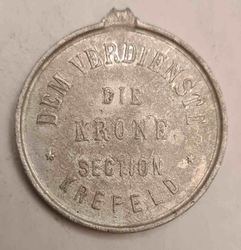 DEM VERDIENSTE
DIE
KRONE
SECTION
KREFELD